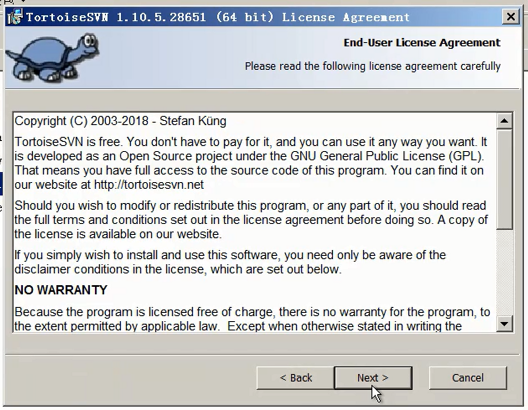 TortoiseSVN 1.10.5.28651 (64 bit) License Agreement
End-User License Agreement
Please read the following license agreement carefully
Copyright (C) 2003-2018 - Stefan Küng
TortoiseSVN is free. You don't have to pay for it, and you can use it any way you want. It
is developed as an Open Source project under the GNU General Public License (GPL).
That means you have full access to the source code of this program. You can find it on
our website at http://tortoisesvn.net
Should you wish to modify or redistribute this program, or any part of it, you should read
the full terms and conditions set out in the license agreement before doing so. A copy of
the license is available on our website.
If you simply wish to install and use this software, you need only be aware of the
disclaimer conditions in the license, which are set out below.
NO WARRANTY
Because the program is licensed free of charge, there is no warranty for the program, to
the extent permitted by applicable law.  Except when otherwise stated in writing the
< Back
Next >
Cancel